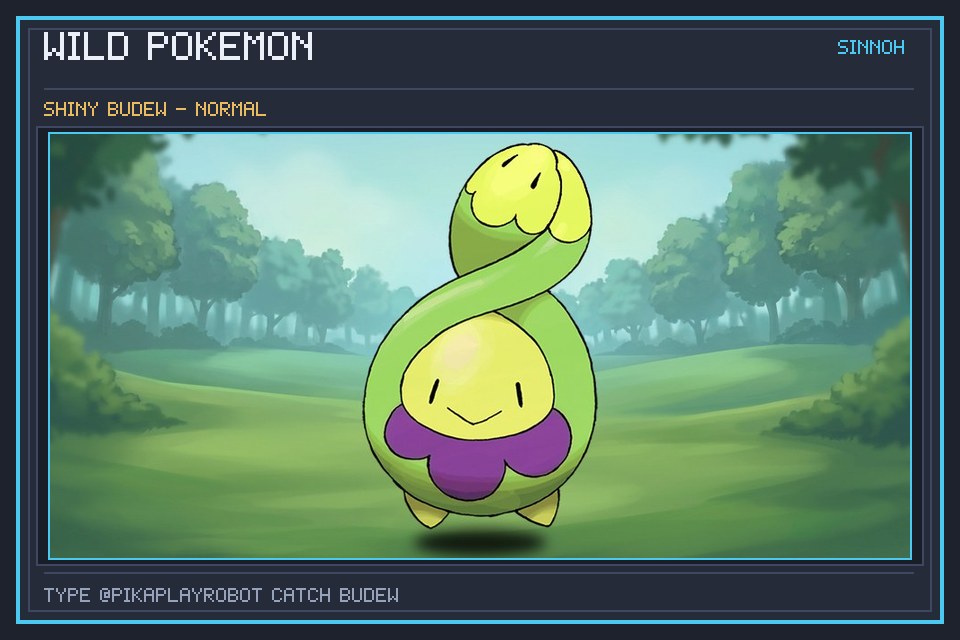 WILD POKEMON
SINNOH
SHINY BUDEW - NORMAL
TYPE @PIKAPLAYROBOT CATCH BUDEW